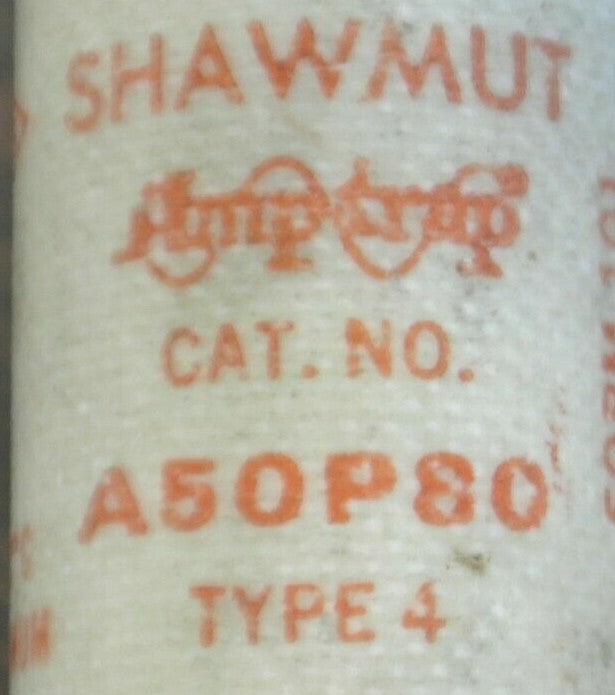 SHAWMUT
Amp-trap®
CAT. NO.
A50P80
TYPE 4